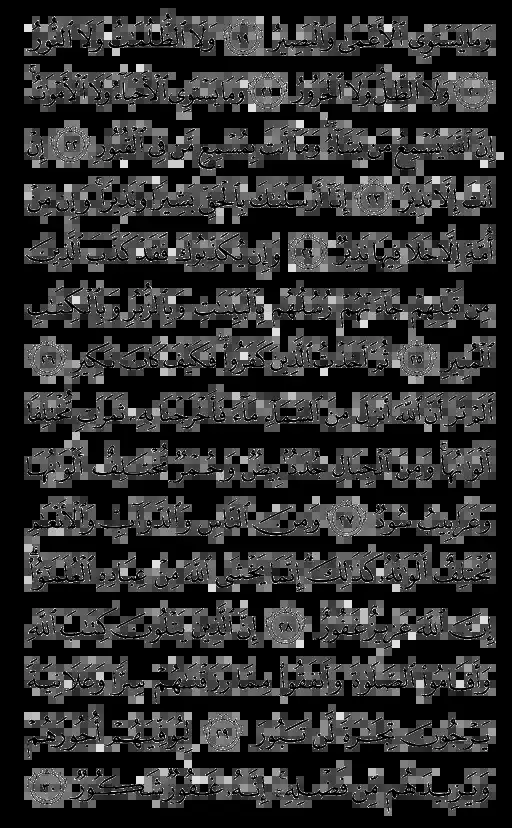 وَمَا يَسْتَوِي الْأَعْمَىٰ وَالْبَصِيرُ ١٩ وَلَا الظُّلُمَاتُ وَلَا النُّورُ
٢٠ وَلَا الظِّلُّ وَلَا الْحَرُورُ ٢١ وَمَا يَسْتَوِي الْأَحْيَاءُ وَلَا الْأَمْوَاتُ
إِنَّ اللَّهَ يُسْمِعُ مَن يَشَاءُ وَمَا أَنتَ بِمُسْمِعٍ مَّن فِي الْقُبُورِ ٢٢ إِنْ
أَنتَ إِلَّا نَذِيرٌ ٢٣ إِنَّا أَرْسَلْنَاكَ بِالْحَقِّ بَشِيرًا وَنَذِيرًا وَإِن مِّنْ
أُمَّةٍ إِلَّا خَلَا فِيهَا نَذِيرٌ ٢٤ وَإِن يُكَذِّبُوكَ فَقَدْ كَذَّبَ الَّذِينَ
مِن قَبْلِهِمْ جَاءَتْهُمْ رُسُلُهُم بِالْبَيِّنَاتِ وَبِالزُّبُرِ وَبِالْكِتَابِ
الْمُنِيرِ ٢٥ ثُمَّ أَخَذْتُ الَّذِينَ كَفَرُوا فَكَيْفَ كَانَ نَكِيرِ ٢٦
أَلَمْ تَرَ أَنَّ اللَّهَ أَنزَلَ مِنَ السَّمَاءِ مَاءً فَأَخْرَجْنَا بِهِ ثَمَرَاتٍ مُّخْتَلِفًا
أَلْوَانُهَا وَمِنَ الْجِبَالِ جُدَدٌ بِيضٌ وَحُمْرٌ مُّخْتَلِفٌ أَلْوَانُهَا
وَغَرَابِيبُ سُودٌ ٢٧ وَمِنَ النَّاسِ وَالدَّوَابِّ وَالْأَنْعَامِ
مُخْتَلِفٌ أَلْوَانُهُ كَذَٰلِكَ إِنَّمَا يَخْشَى اللَّهَ مِنْ عِبَادِهِ الْعُلَمَاءُ
إِنَّ اللَّهَ عَزِيزٌ غَفُورٌ ٢٨ إِنَّ الَّذِينَ يَتْلُونَ كِتَابَ اللَّهِ
وَأَقَامُوا الصَّلَاةَ وَأَنفَقُوا مِمَّا رَزَقْنَاهُمْ سِرًّا وَعَلَانِيَةً
يَرْجُونَ تِجَارَةً لَّن تَبُورَ ٢٩ لِيُوَفِّيَهُمْ أُجُورَهُمْ
وَيَزِيدَهُم مِّن فَضْلِهِ إِنَّهُ غَفُورٌ شَكُورٌ ٣٠